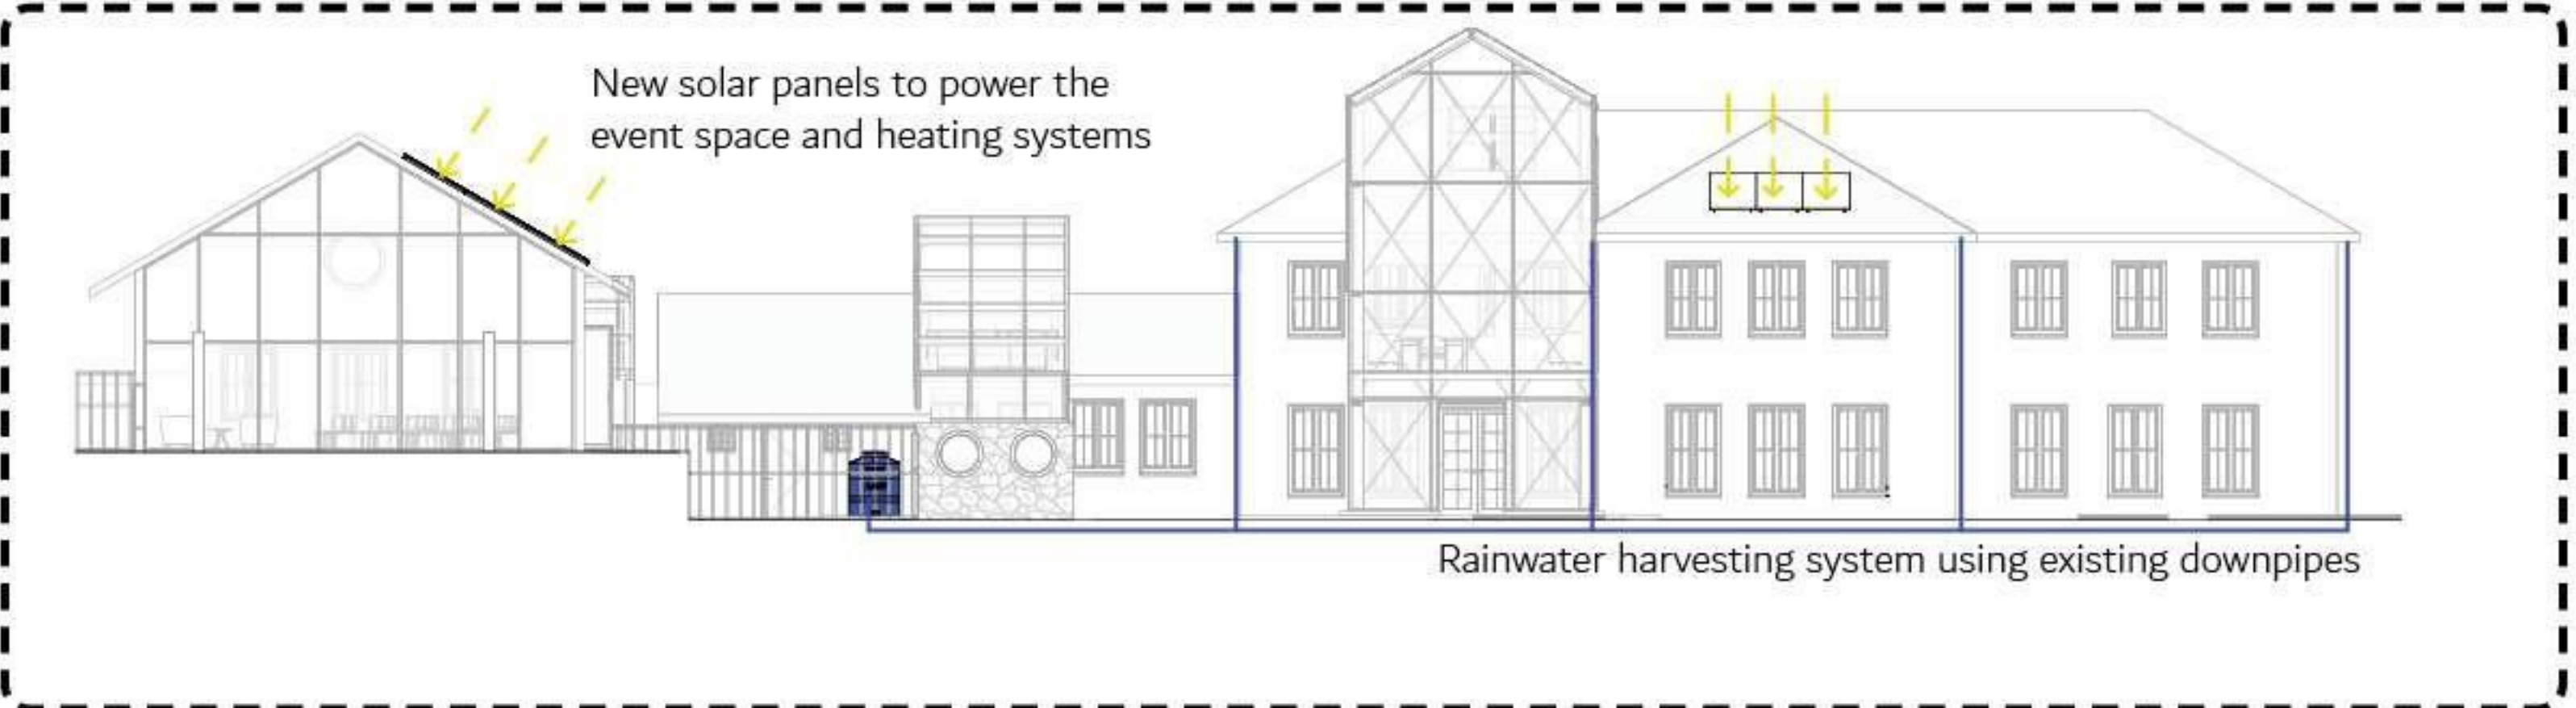 New solar panels to power the
event space and heating systems
Rainwater harvesting system using existing downpipes